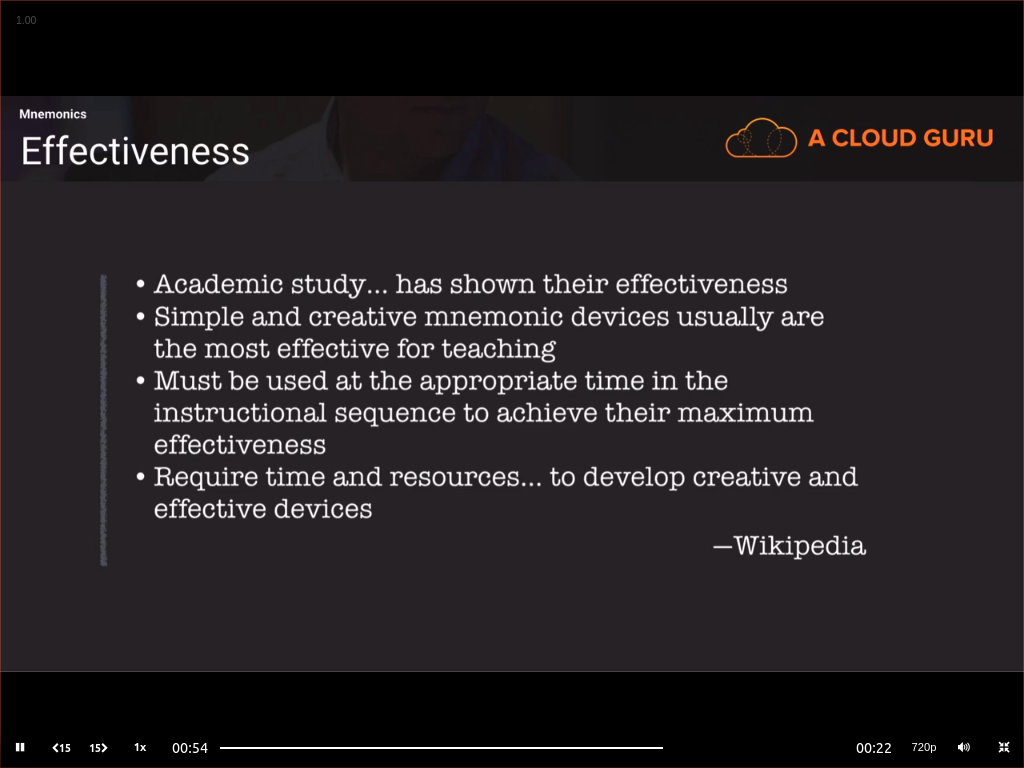 1.00
Mnemonics
Effectiveness
A CLOUD GURU
• Academic study... has shown their effectiveness
• Simple and creative mnemonic devices usually are
the most effective for teaching
• Must be used at the appropriate time in the
instructional sequence to achieve their maximum
effectiveness
• Require time and resources... to develop creative and
effective devices
—Wikipedia
15 15 1x 00:54 00:22 720p